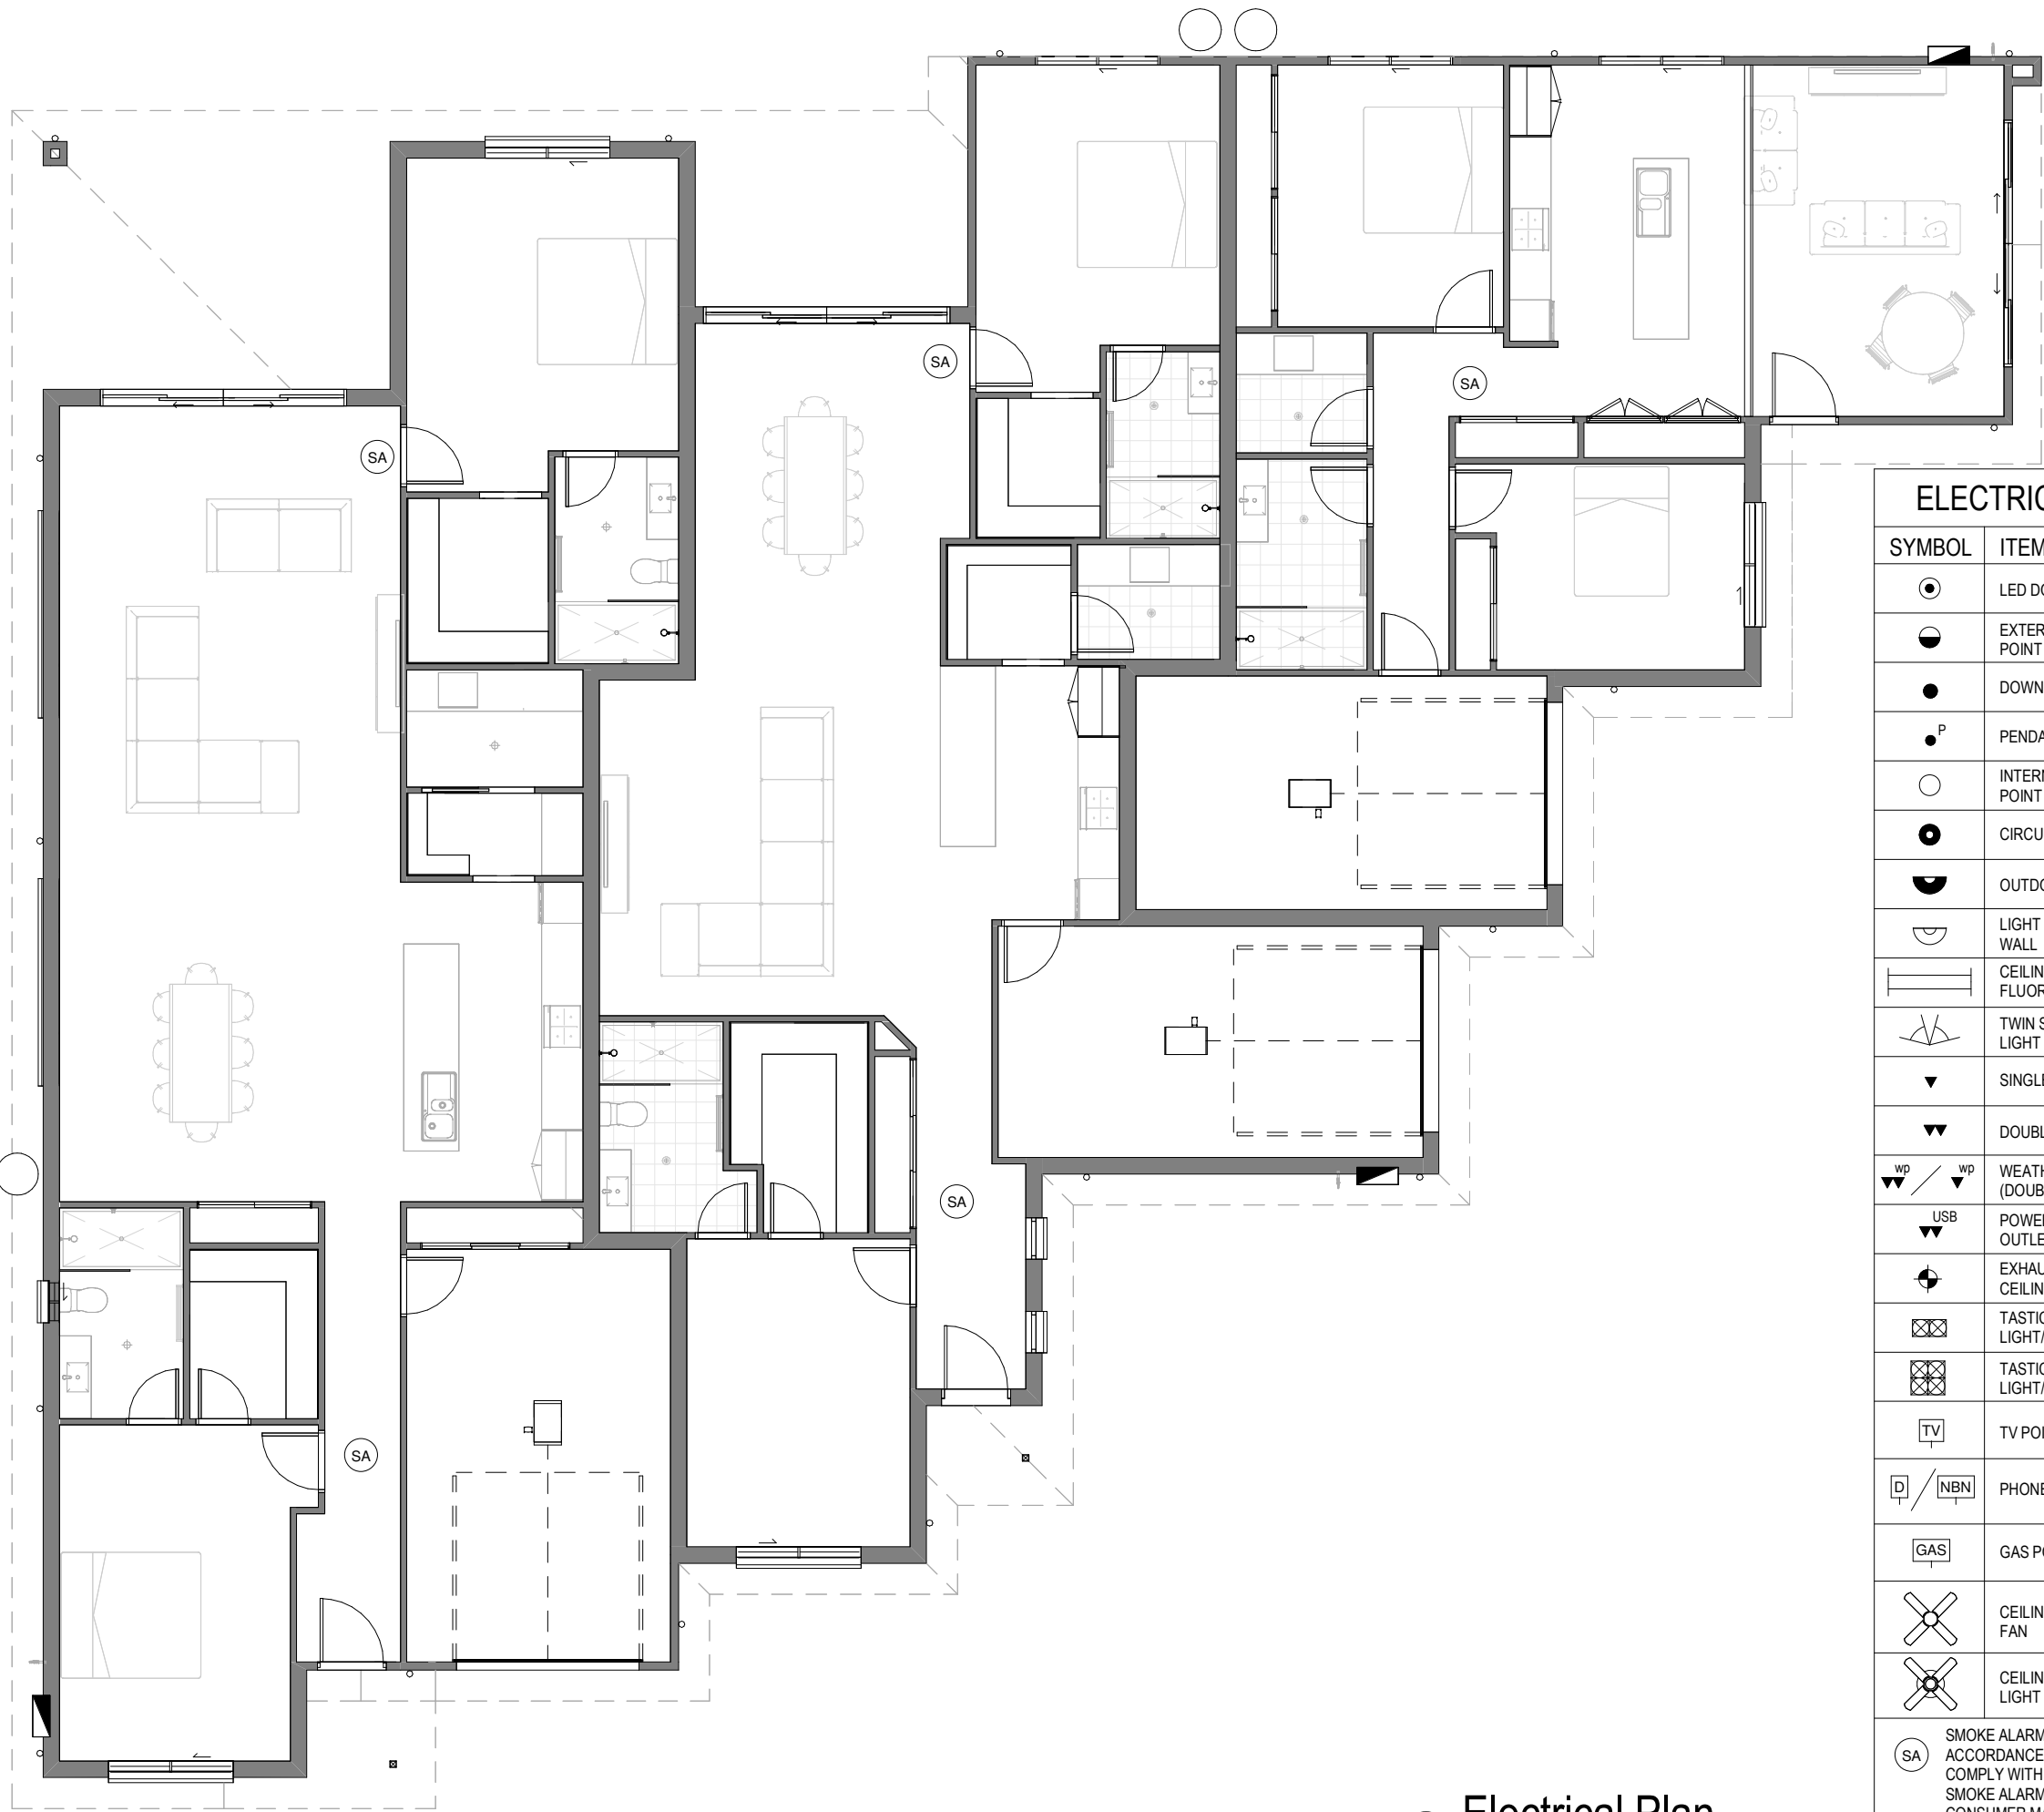 SA
SA
SA
SA
SA
SA
ELECTRIC
SYMBOL ITEM
LED DO
EXTER
POINT
DOWN
P
PENDA
INTERN
POINT
CIRCU
OUTDO
LIGHT
WALL
CEILIN
FLUOR
TWIN S
LIGHT
SINGLE
DOUBL
wp wp
WEATH
(DOUB
USB
POWE
OUTLE
EXHAU
CEILIN
TASTIC
LIGHT/
TASTIC
LIGHT/
TV
TV POI
D / NBN
PHONE
GAS
GAS PO
CEILIN
FAN
CEILIN
LIGHT
SA
SMOKE ALARM
ACCORDANCE
COMPLY WITH
SMOKE ALARM
Electrical Plan